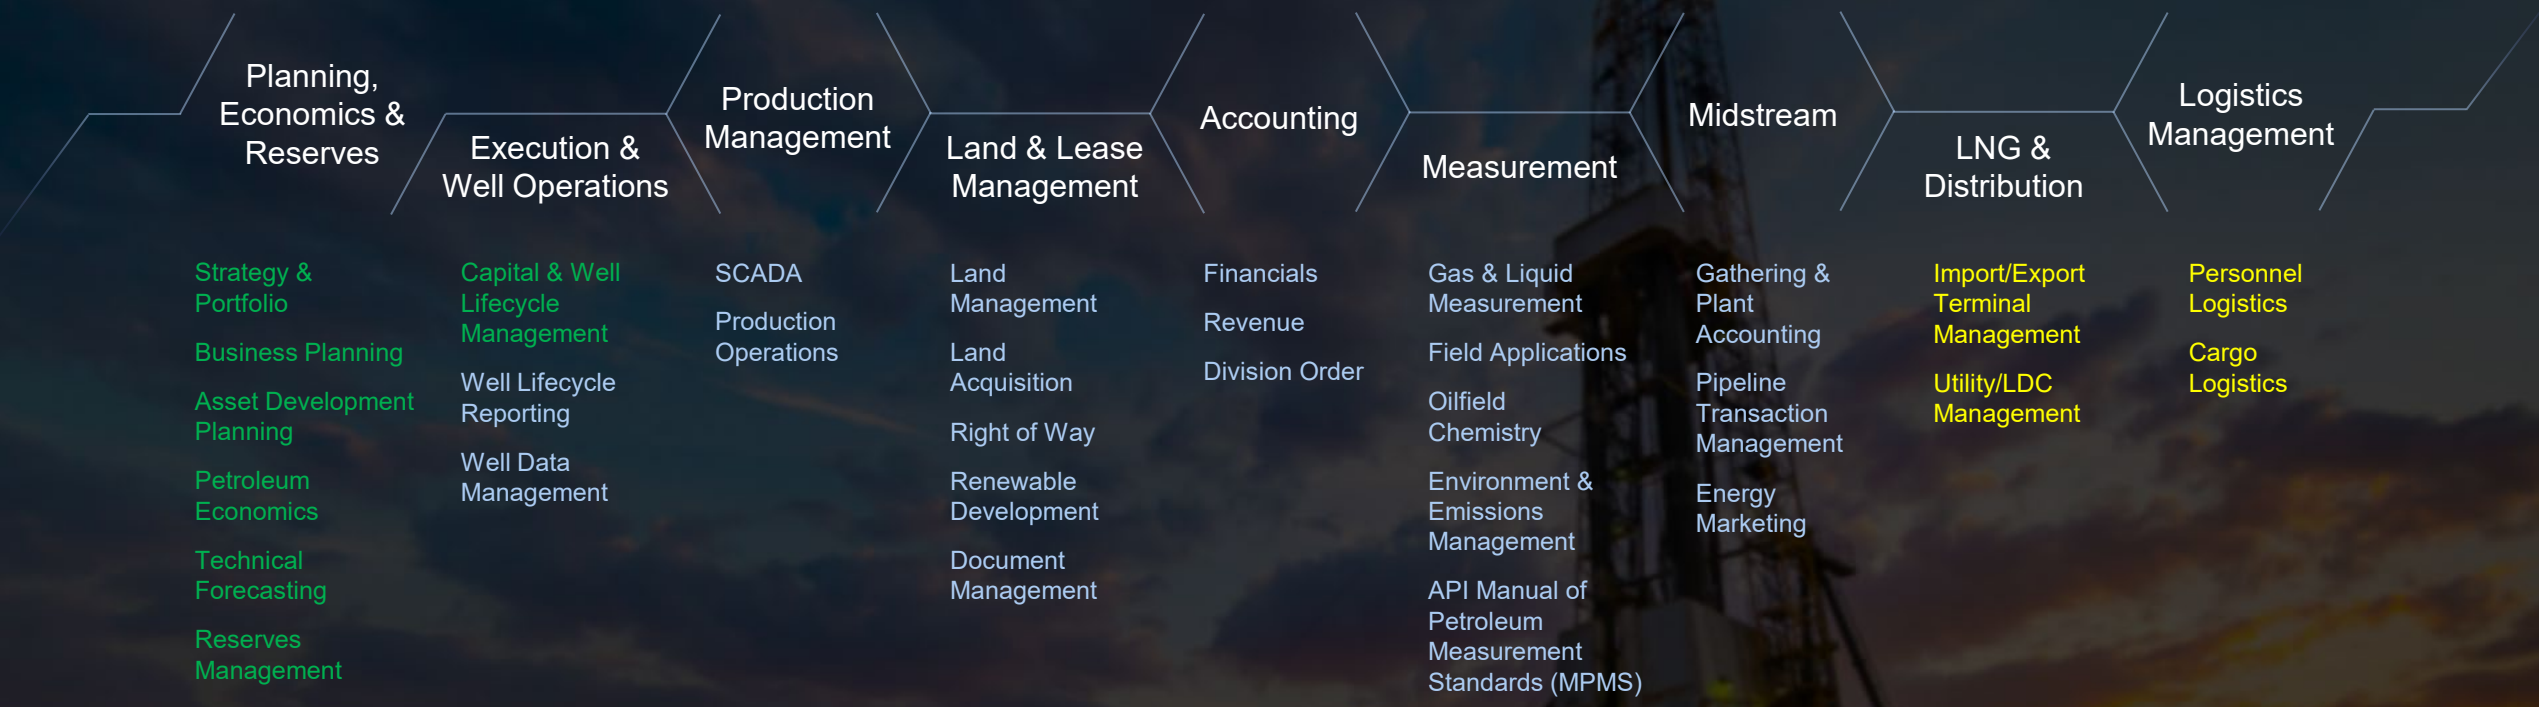 Planning,
Economics &
Reserves
Execution &
Well Operations
Production
Management
Land & Lease
Management
Accounting
Measurement
Midstream
LNG &
Distribution
Logistics
Management
Strategy &
Portfolio
Business Planning
Asset Development
Planning
Petroleum
Economics
Technical
Forecasting
Reserves
Management
Capital & Well
Lifecycle
Management
Well Lifecycle
Reporting
Well Data
Management
SCADA
Production
Operations
Land
Management
Land
Acquisition
Right of Way
Renewable
Development
Document
Management
Financials
Revenue
Division Order
Gas & Liquid
Measurement
Field Applications
Oilfield
Chemistry
Environment &
Emissions
Management
API Manual of
Petroleum
Measurement
Standards (MPMS)
Gathering &
Plant
Accounting
Pipeline
Transaction
Management
Energy
Marketing
Import/Export
Terminal
Management
Utility/LDC
Management
Personnel
Logistics
Cargo
Logistics